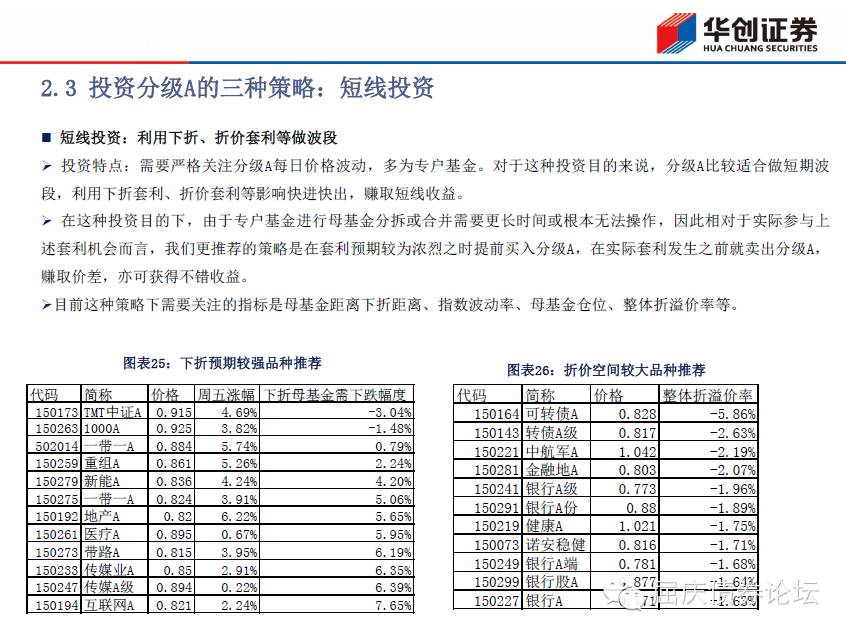 华创证券
HUA CHUANG SECURITIES
2.3 投资分级A的三种策略：短线投资
■ 短线投资：利用下折、折价套利等做波段
➢ 投资特点：需要严格关注分级A每日价格波动，多为专户基金。对于这种投资目的来说，分级A比较适合做短期波
段，利用下折套利、折价套利等影响快进快出，赚取短线收益。
➢ 在这种投资目的下，由于专户基金进行母基金分拆或合并需要更长时间或根本无法操作，因此相对于实际参与上
述套利机会而言，我们更推荐的策略是在套利预期较为浓烈之时提前买入分级A，在实际套利发生之前就卖出分级A，
赚取价差，亦可获得不错收益。
➢目前这种策略下需要关注的指标是母基金距离下折距离、指数波动率、母基金仓位、整体折溢价率等。
图表25：下折预期较强品种推荐
代码 简称 价格 周五涨幅 下折母基金需下跌幅度
150173 TMT中证A 0.915 4.69% -3.04%
150263 1000A 0.925 3.82% -1.48%
502014 一带一A 0.884 5.74% 0.79%
150259 重组A 0.861 5.26% 2.24%
150279 新能A 0.836 4.24% 4.20%
150275 一带一A 0.824 3.91% 5.06%
150192 地产A 0.82 6.22% 5.65%
150261 医疗A 0.895 0.67% 5.95%
150273 带路A 0.815 3.95% 6.19%
150233 传媒业A 0.85 2.91% 6.35%
150247 传媒A级 0.894 0.22% 6.39%
150194 互联网A 0.821 2.24% 7.65%
图表26：折价空间较大品种推荐
代码 简称 价格 整体折溢价率
150164 可转债A 0.828 -5.86%
150143 转债A级 0.817 -2.63%
150221 中航军A 1.042 -2.19%
150281 金融地A 0.803 -2.07%
150241 银行A级 0.773 -1.96%
150291 银行A份 0.88 -1.89%
150219 健康A 1.021 -1.75%
150073 诺安稳健 0.816 -1.71%
150249 银行A端 0.781 -1.68%
150299 银行股A .877 -1.64%
150227 银行A 71 -1.63%
屈庆债券论坛